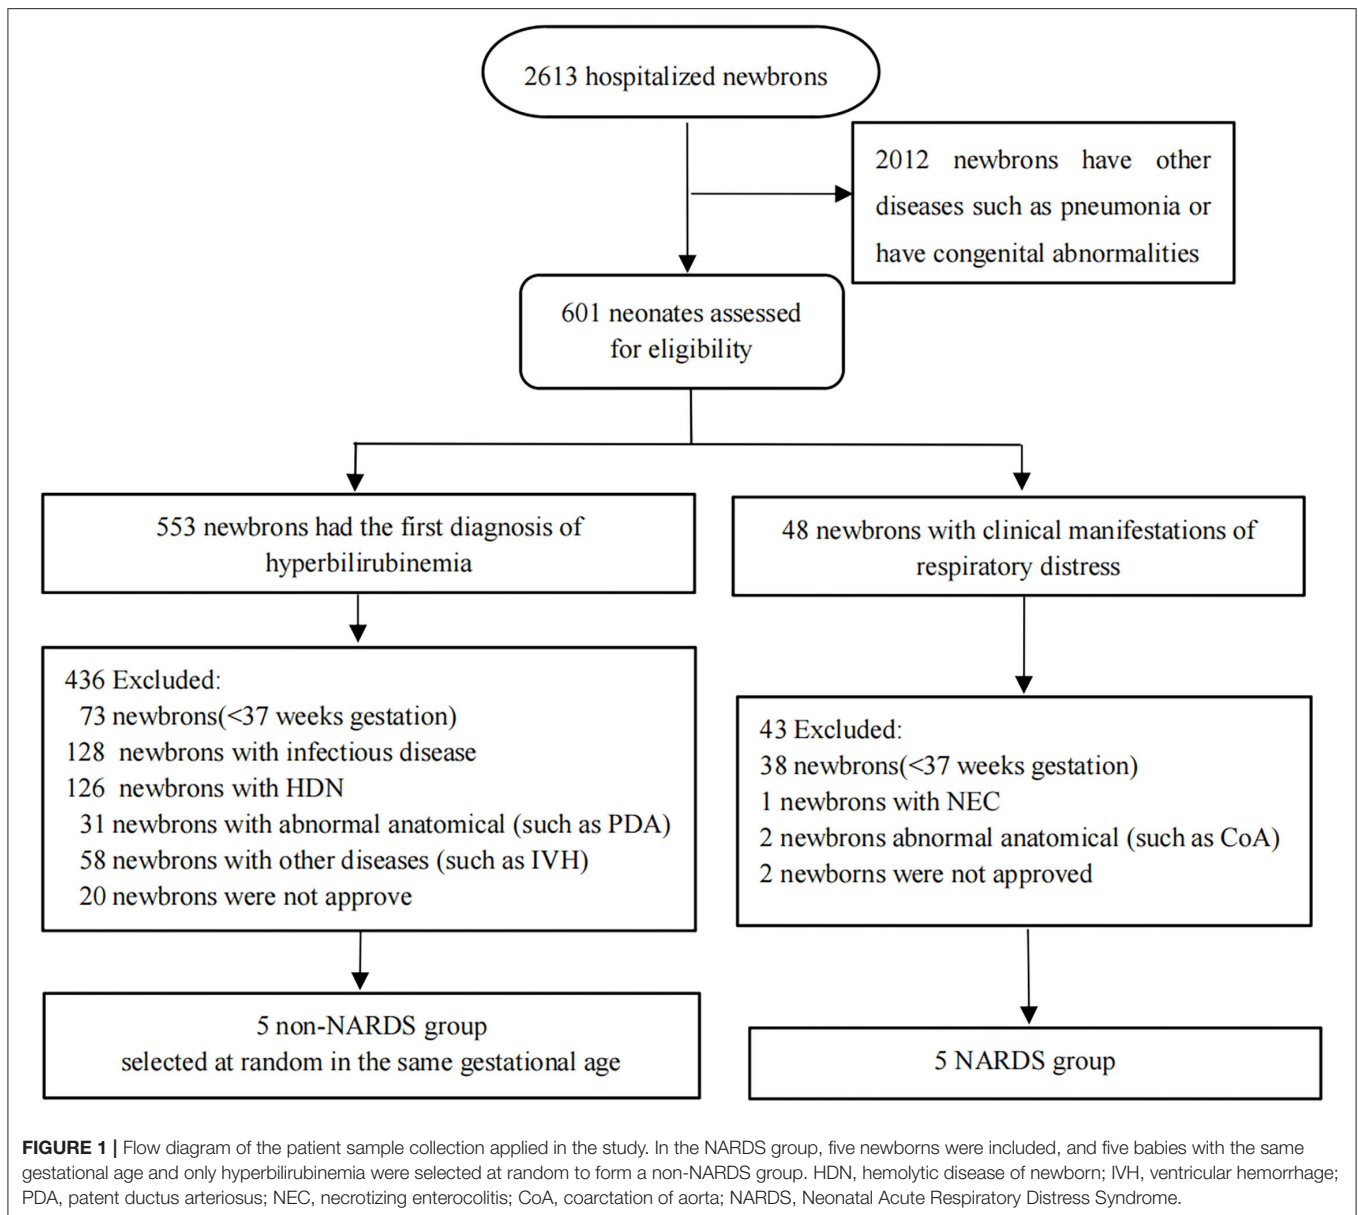 2613 hospitalized newbrons
2012 newbrons have other
diseases such as pneumonia or
have congenital abnormalities
601 neonates assessed
for eligibility
553 newbrons had the first diagnosis of
hyperbilirubinemia
48 newbrons with clinical manifestations of
respiratory distress
436 Excluded:
73 newbrons(<37 weeks gestation)
128 newbrons with infectious disease
126 newbrons with HDN
31 newbrons with abnormal anatomical (such as PDA)
58 newbrons with other diseases (such as IVH)
20 newbrons were not approve
43 Excluded:
38 newbrons(<37 weeks gestation)
1 newbrons with NEC
2 newbrons abnormal anatomical (such as CoA)
2 newborns were not approved
5 non-NARDS group
selected at random in the same gestational age
5 NARDS group
FIGURE 1 | Flow diagram of the patient sample collection applied in the study. In the NARDS group, five newborns were included, and five babies with the same
gestational age and only hyperbilirubinemia were selected at random to form a non-NARDS group. HDN, hemolytic disease of newborn; IVH, ventricular hemorrhage;
PDA, patent ductus arteriosus; NEC, necrotizing enterocolitis; CoA, coarctation of aorta; NARDS, Neonatal Acute Respiratory Distress Syndrome.